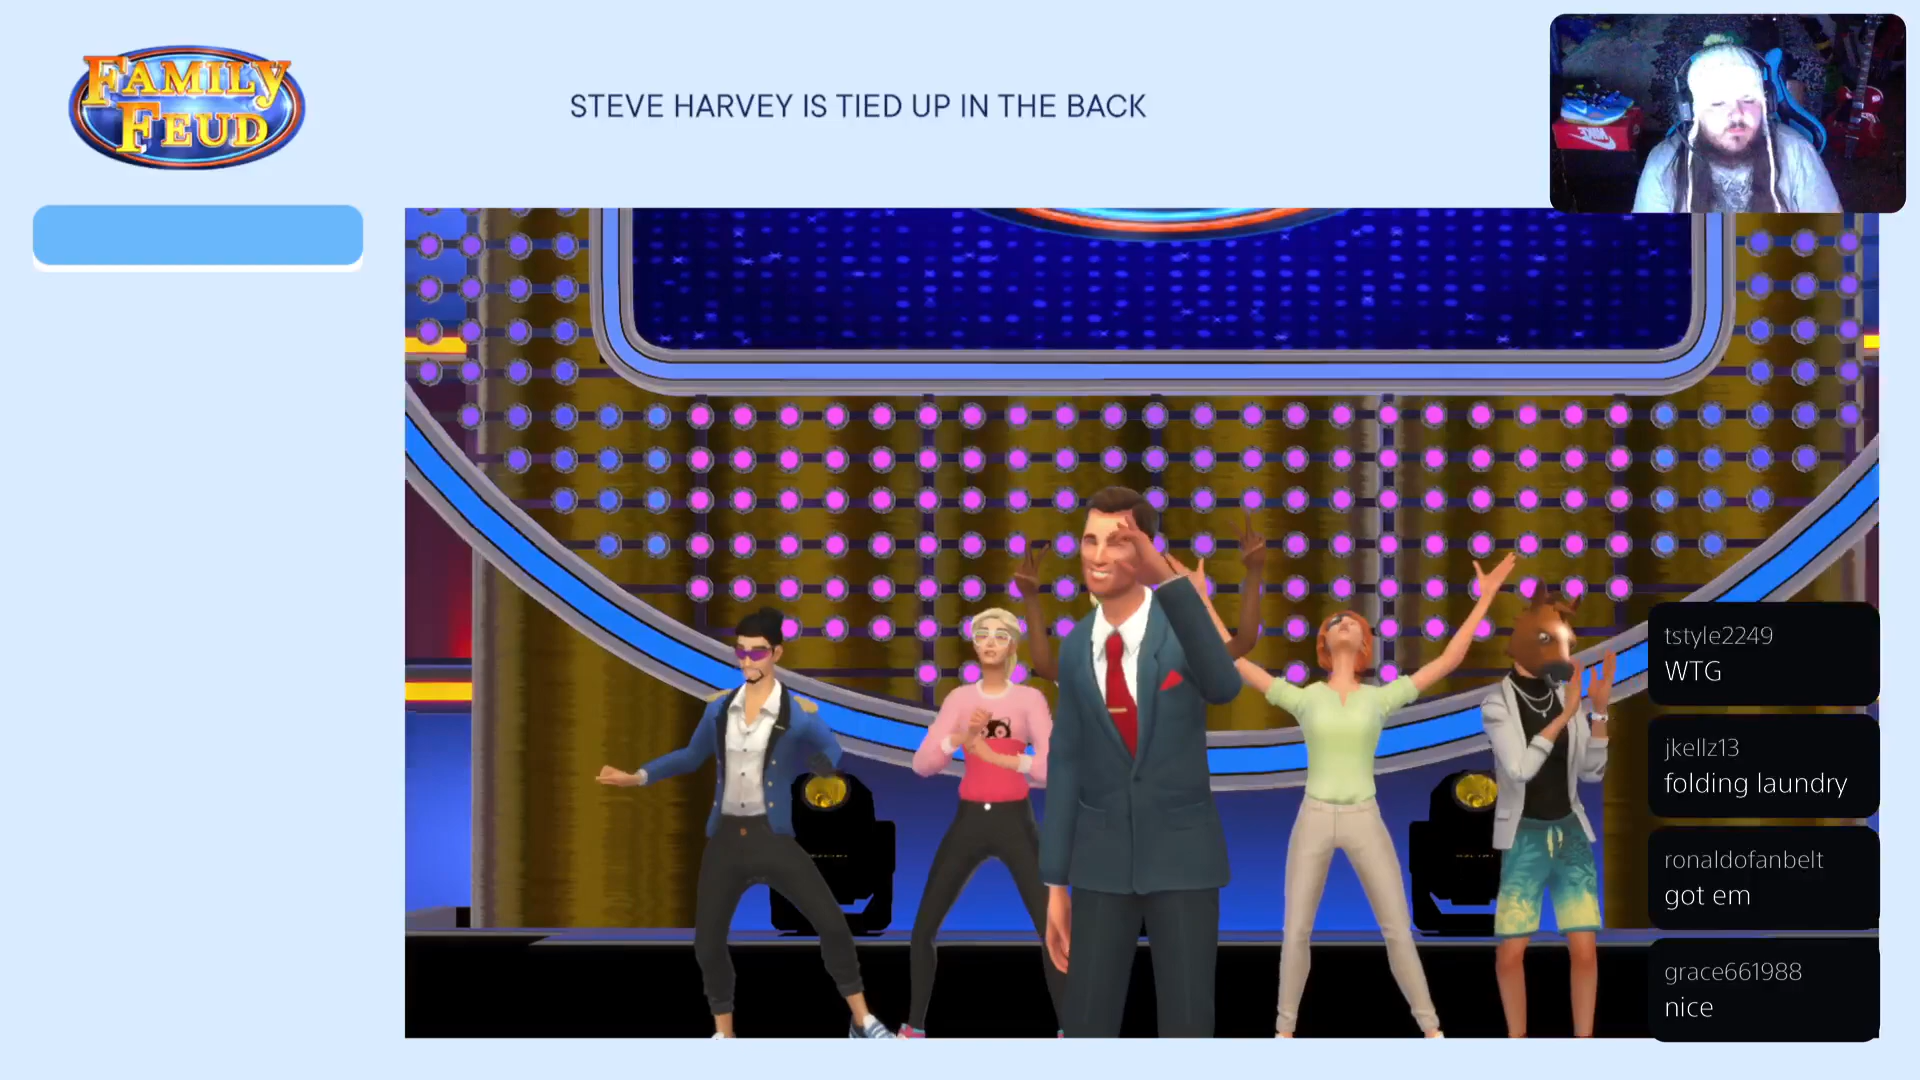 FAMILY
FEUD
STEVE HARVEY IS TIED UP IN THE BACK
tstyle2249
WTG
jkellz13
folding laundry
ronaldofanbelt
got em
grace661988
nice